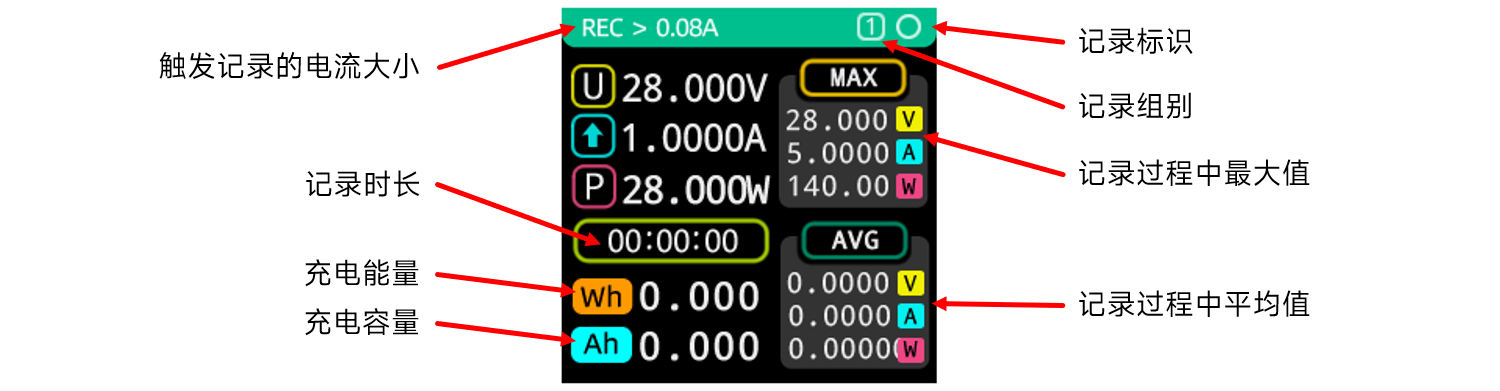 触发记录的电流大小
记录时长
充电能量
充电容量
REC > 0.08A
1
U 28.000V
1.0000A
P 28.000W
00:00:00
Wh 0.000
Ah 0.000
MAX
28.000 V
5.0000 A
140.00 W
AVG
0.0000 V
0.0000 A
0.0000 W
记录标识
记录组别
记录过程中最大值
记录过程中平均值